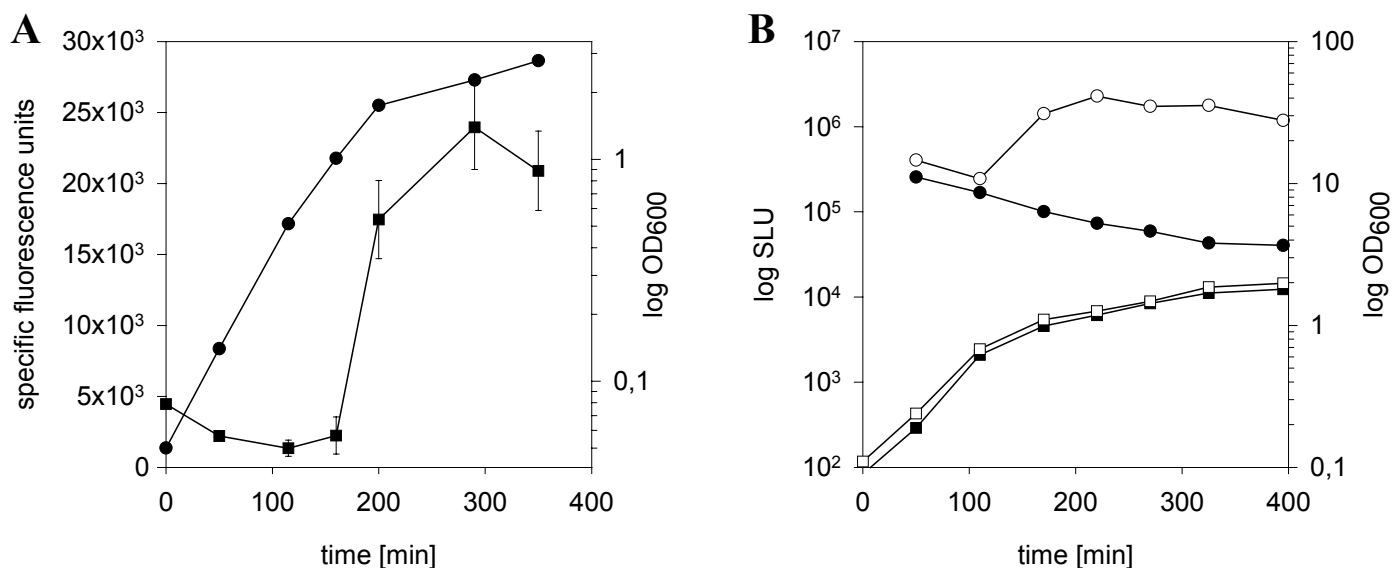 A
30x10³
25x10³
20x10³
15x10³
10x10³
5x10³
0
specific fluorescence units
1
0,1
log OD₆₀₀
0 100 200 300 400
time [min]
B
10⁷
10⁶
10⁵
10⁴
10³
10²
log SLU
100
10
1
0,1
log OD₆₀₀
0 100 200 300 400
time [min]